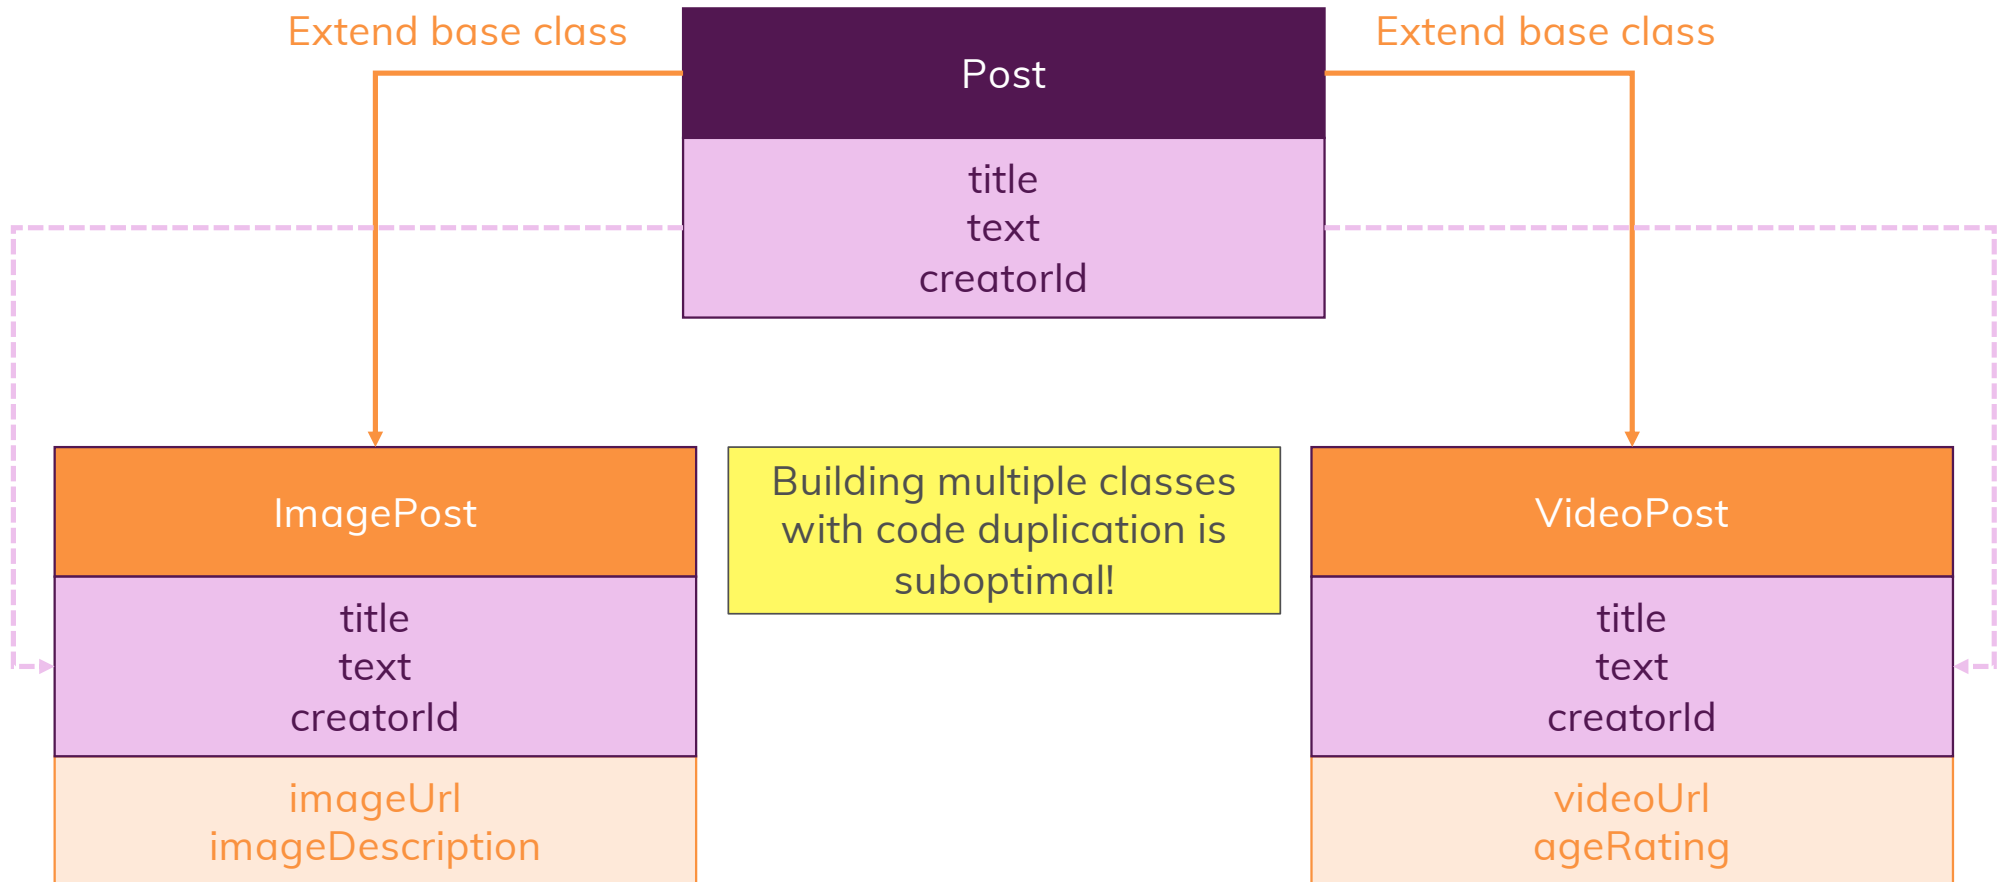 Extend base class
Post
Extend base class
title
text
creatorId
ImagePost
title
text
creatorId
imageUrl
imageDescription
Building multiple classes
with code duplication is
suboptimal!
VideoPost
title
text
creatorId
videoUrl
ageRating